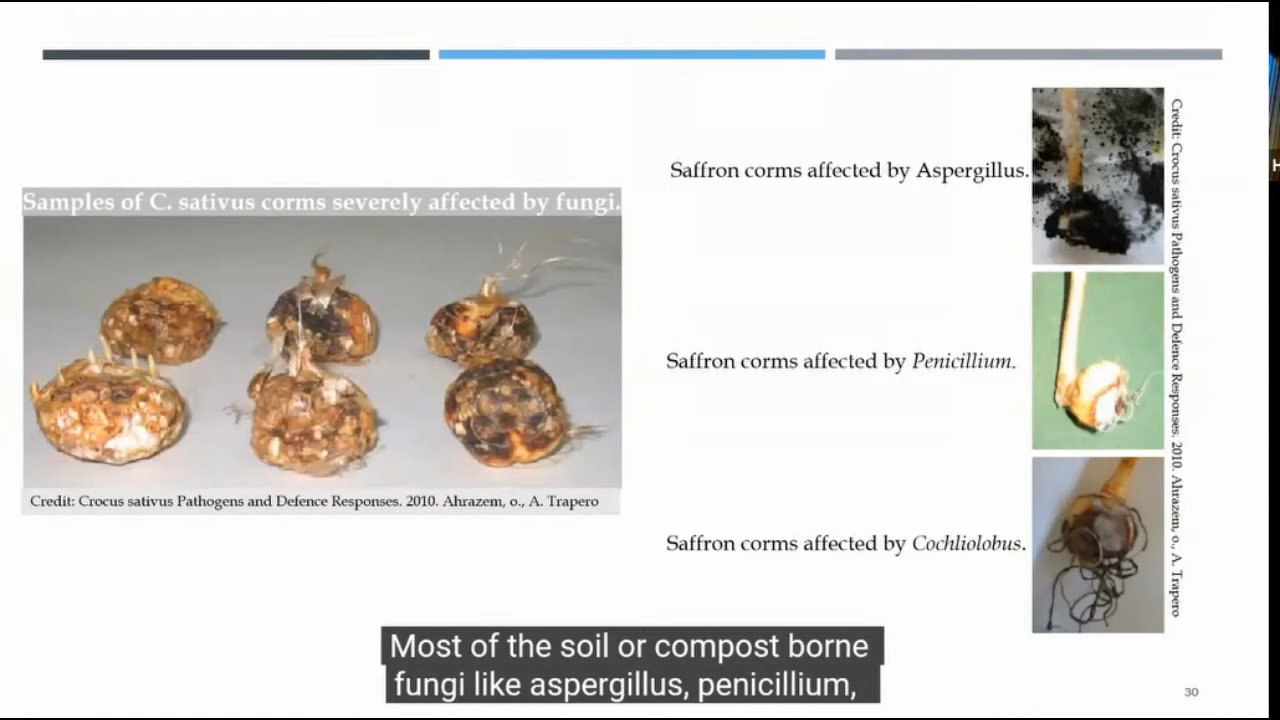 Samples of C. sativus corms severely affected by fungi.
Credit: Crocus sativus Pathogens and Defence Responses. 2010. Ahrazem, o., A. Trapero
Saffron corms affected by Aspergillus.
Saffron corms affected by Penicillium.
Saffron corms affected by Cochliolobus.
Credit: Crocus sativus Pathogens and Defence Responses. 2010. Ahrazem, o., A. Trapero
Most of the soil or compost borne
fungi like aspergillus, penicillium,
30
H